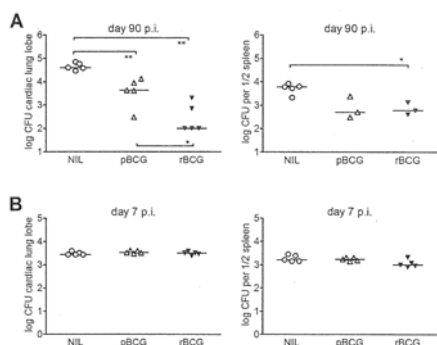 A
day 90 p.i.
log CFU cardiac lung lobe
5
4
3
2
1
**
**
*
NIL pBCG rBCG
day 90 p.i.
log CFU per 1/2 spleen
5
4
3
2
1
*
NIL pBCG rBCG
B
day 7 p.i.
log CFU cardiac lung lobe
5
4
3
2
1
0
NIL pBCG rBCG
day 7 p.i.
log CFU per 1/2 spleen
5
4
3
2
1
0
NIL pBCG rBCG